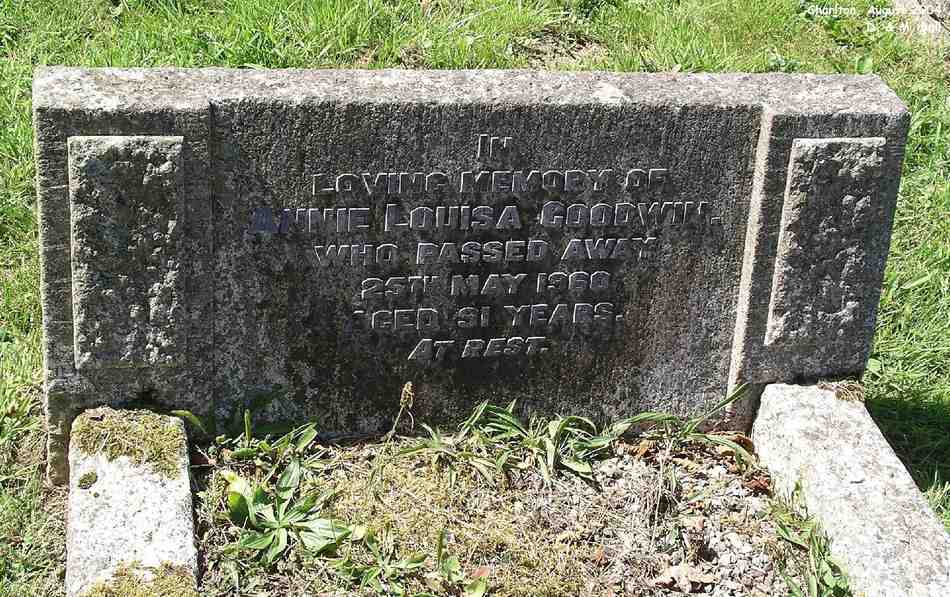 Charlton, August 2004
IN
LOVING MEMORY OF
ANNIE LOUISA GOODWIN.
WHO PASSED AWAY
25TH MAY 1960
AGED 91 YEARS.
AT REST.